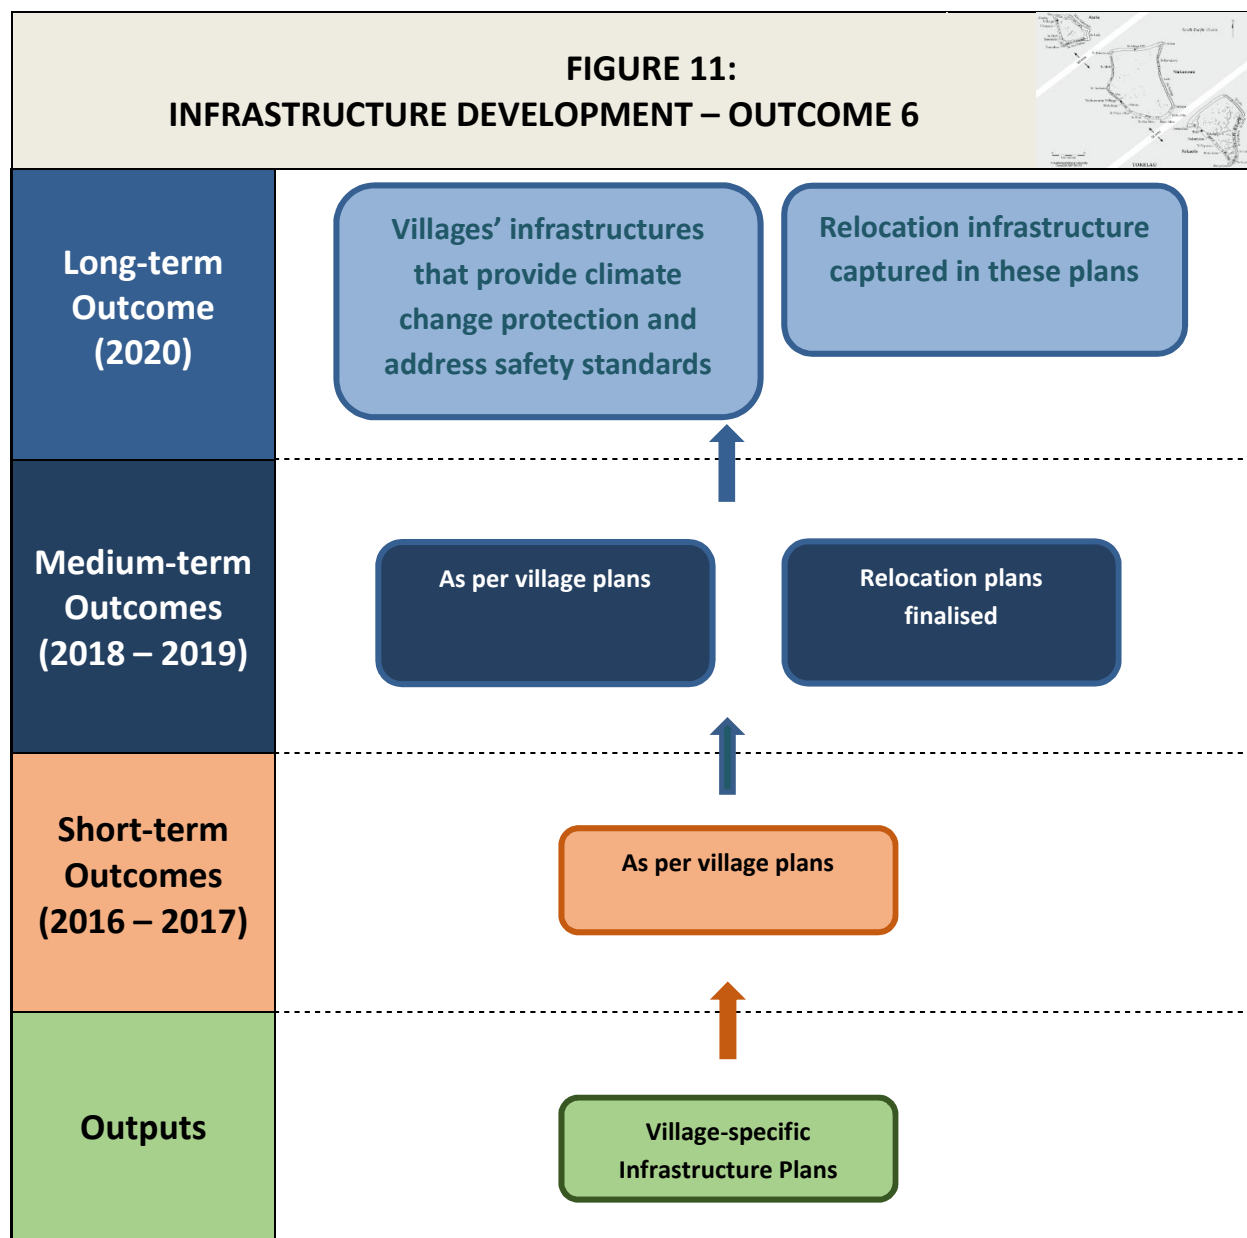 FIGURE 11:
INFRASTRUCTURE DEVELOPMENT – OUTCOME 6
TOKELAU
Long-term
Outcome
(2020)
Villages’ infrastructures
that provide climate
change protection and
address safety standards
Relocation infrastructure
captured in these plans
Medium-term
Outcomes
(2018 – 2019)
As per village plans
Relocation plans
finalised
Short-term
Outcomes
(2016 – 2017)
As per village plans
Outputs
Village-specific
Infrastructure Plans